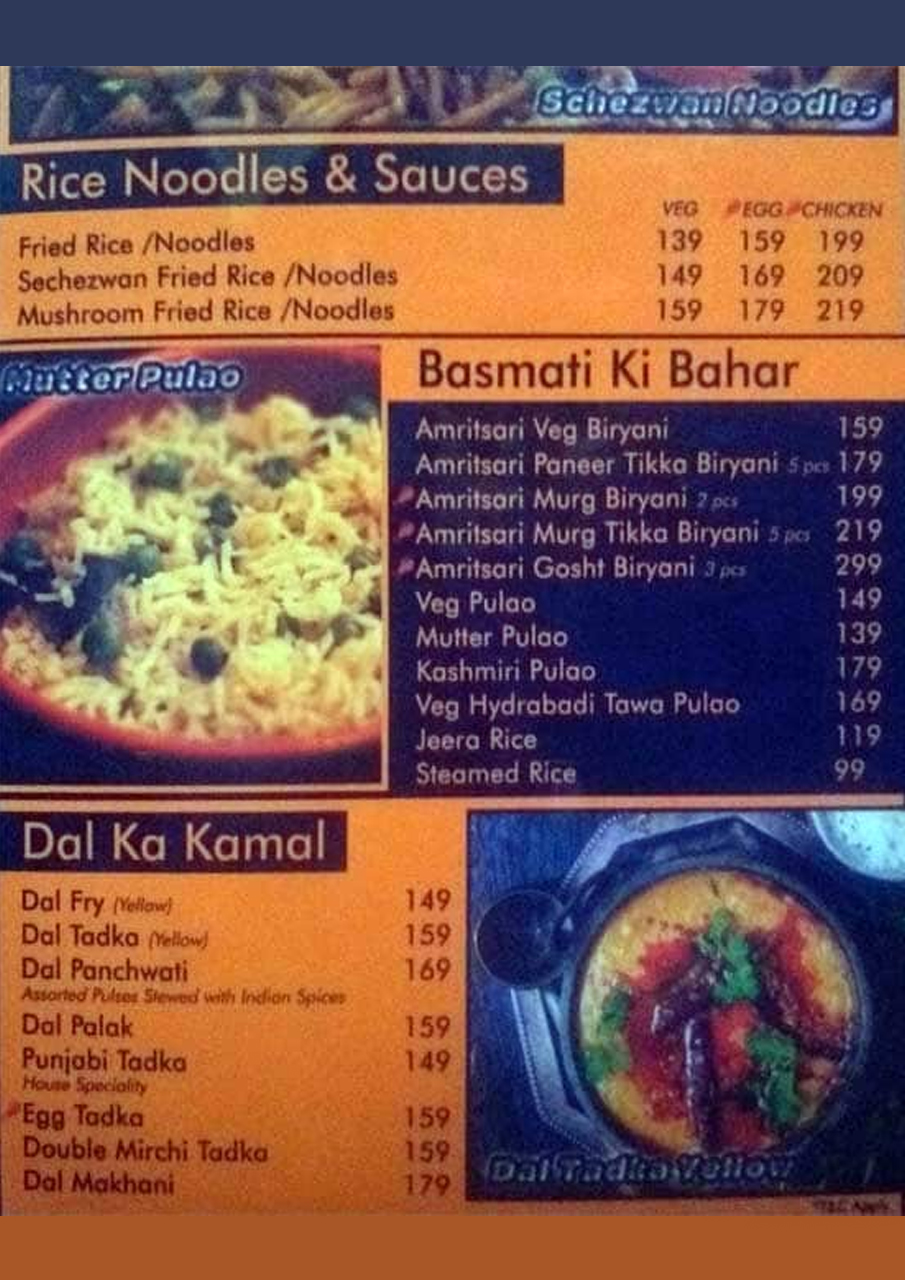 Schezwan Noodles
Rice Noodles & Sauces
VEG EGG CHICKEN
Fried Rice /Noodles 139 159 199
Sechezwan Fried Rice /Noodles 149 169 209
Mushroom Fried Rice /Noodles 159 179 219
Mutter Pulao
Basmati Ki Bahar
Amritsari Veg Biryani 159
Amritsari Paneer Tikka Biryani 5 pcs 179
Amritsari Murg Biryani 2 pcs 199
Amritsari Murg Tikka Biryani 5 pcs 219
Amritsari Gosht Biryani 3 pcs 299
Veg Pulao 149
Mutter Pulao 139
Kashmiri Pulao 179
Veg Hydrabadi Tawa Pulao 169
Jeera Rice 119
Steamed Rice 99
Dal Ka Kamal
Dal Fry (Yellow) 149
Dal Tadka (Yellow) 159
Dal Panchwati 169
Assorted Pulses Stewed with Indian Spices
Dal Palak 159
Punjabi Tadka 149
House Speciality
Egg Tadka 159
Double Mirchi Tadka 159
Dal Makhani 179
Dal Tadka Yellow
*T&C Apply